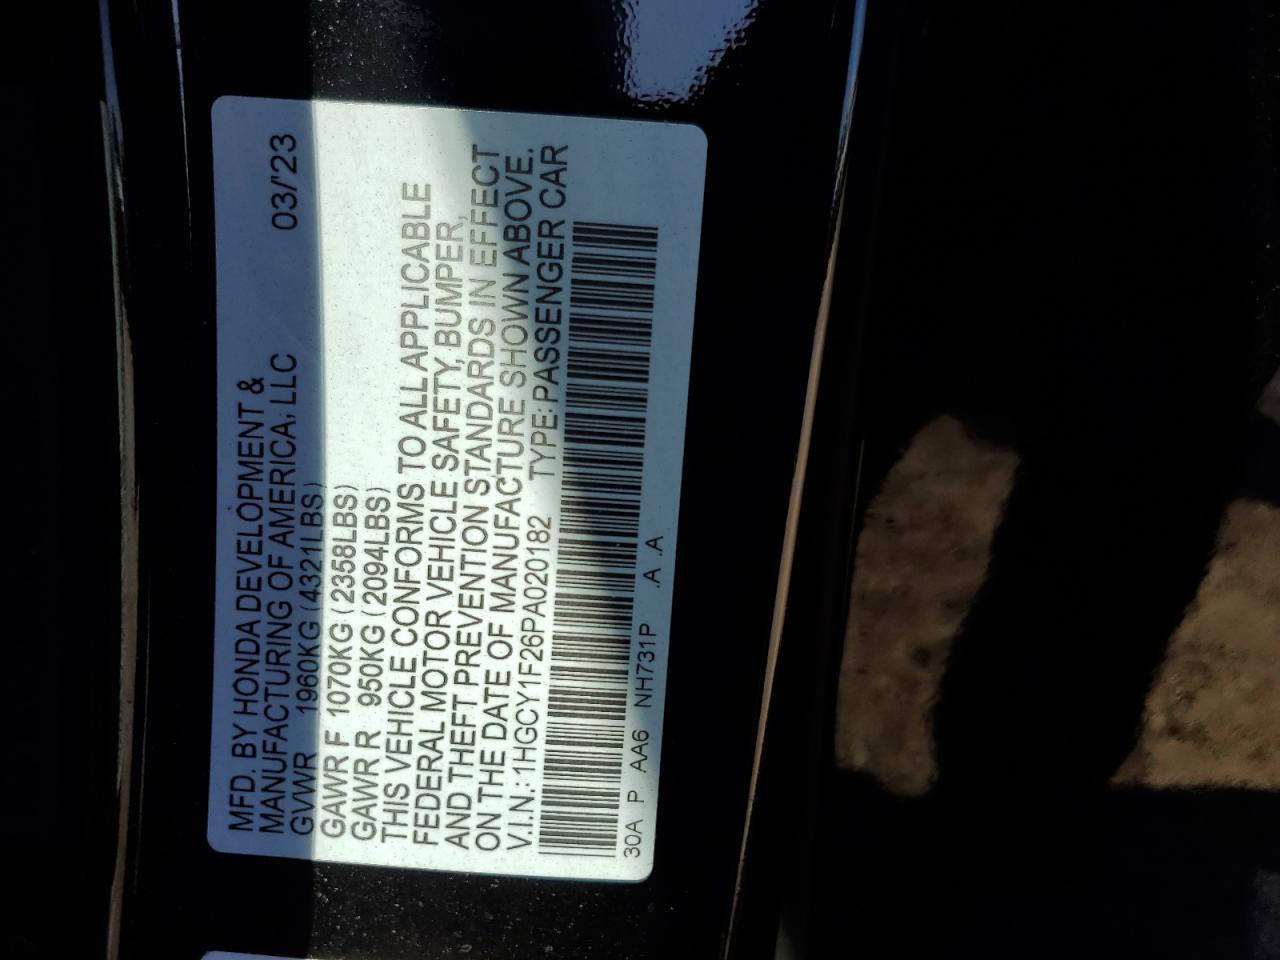 MFD. BY HONDA DEVELOPMENT &
MANUFACTURING OF AMERICA, LLC
GVWR 1960KG (4321LBS) 03/'23
GAWR F 1070KG (2358LBS)
GAWR R 950KG (2094LBS)
THIS VEHICLE CONFORMS TO ALL APPLICABLE
FEDERAL MOTOR VEHICLE SAFETY, BUMPER,
AND THEFT PREVENTION STANDARDS IN EFFECT
ON THE DATE OF MANUFACTURE SHOWN ABOVE.
V.I.N.: 1HGCY1F26PA020182 TYPE: PASSENGER CAR
30A P AA6 NH731P .A .A